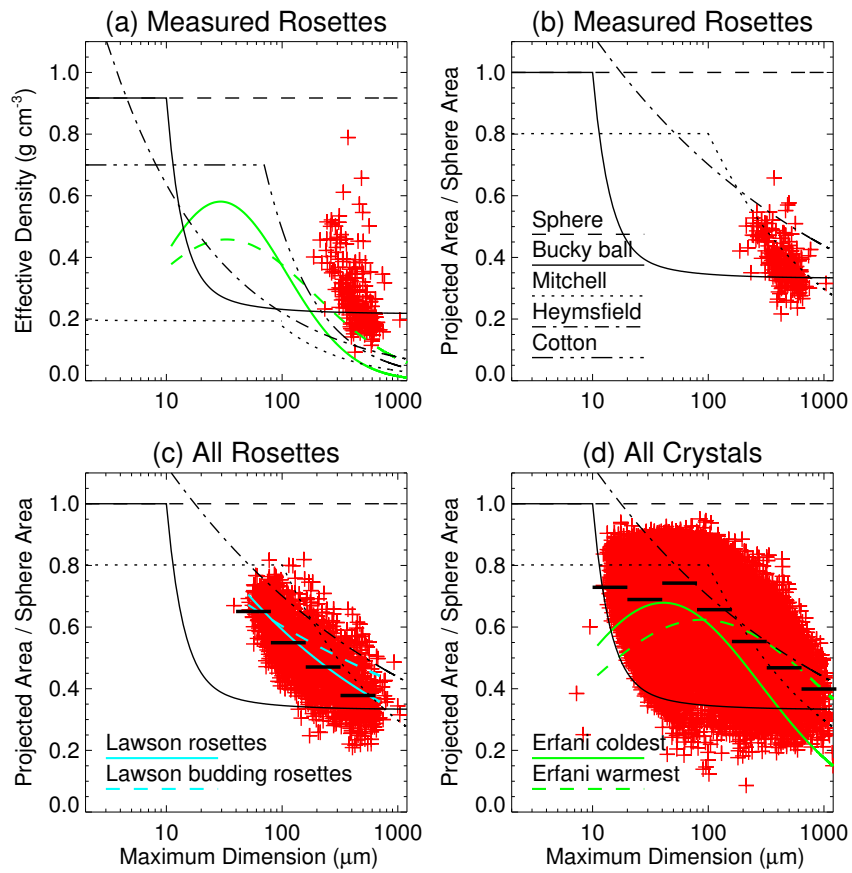 (a) Measured Rosettes
Effective Density (g cm⁻³)
1.0
0.8
0.6
0.4
0.2
0.0
10
100
1000
(b) Measured Rosettes
Projected Area / Sphere Area
1.0
0.8
0.6
0.4
0.2
0.0
Sphere
Bucky ball
Mitchell
Heymsfield
Cotton
10
100
1000
(c) All Rosettes
Projected Area / Sphere Area
1.0
0.8
0.6
0.4
0.2
0.0
Lawson rosettes
Lawson budding rosettes
10
100
1000
Maximum Dimension (μm)
(d) All Crystals
Projected Area / Sphere Area
1.0
0.8
0.6
0.4
0.2
0.0
Erfani coldest
Erfani warmest
10
100
1000
Maximum Dimension (μm)